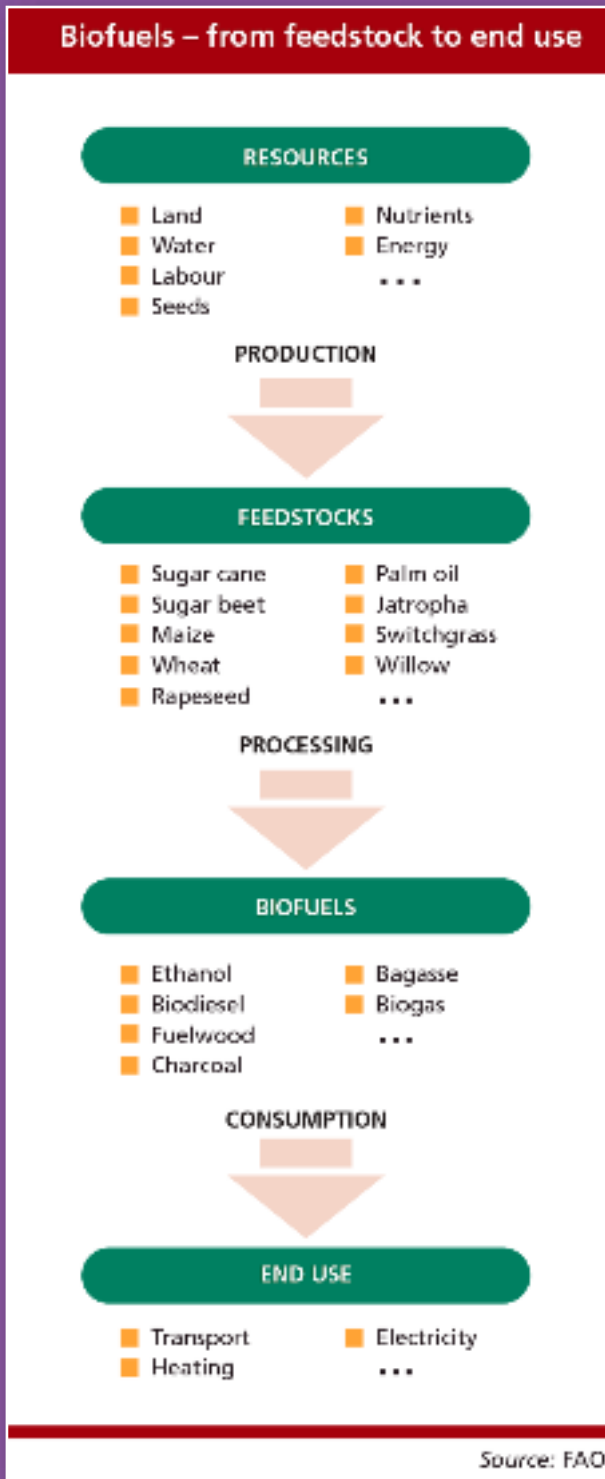 Biofuels – from feedstock to end use
RESOURCES
Land
Water
Labour
Seeds
Nutrients
Energy
...
PRODUCTION
FEEDSTOCKS
Sugar cane
Sugar beet
Maize
Wheat
Rapeseed
Palm oil
Jatropha
Switchgrass
Willow
...
PROCESSING
BIOFUELS
Ethanol
Biodiesel
Fuelwood
Charcoal
Bagasse
Biogas
...
CONSUMPTION
END USE
Transport
Heating
Electricity
...
Source: FAO